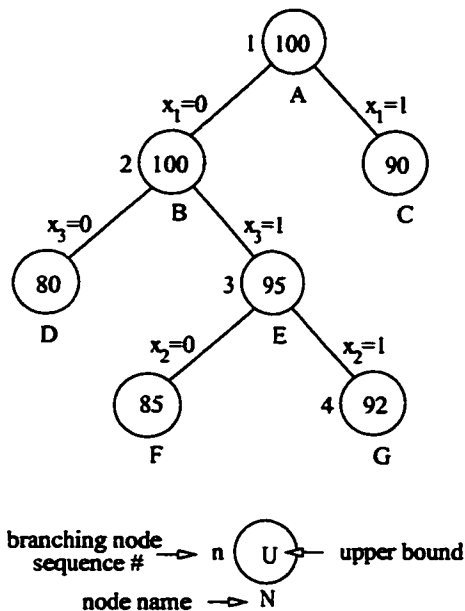 1 100
A
x1=0 x1=1
2 100 90
B C
x3=0 x3=1
80 3 95
D E
x2=0 x2=1
85 4 92
F G
branching node
sequence # n U upper bound
node name N